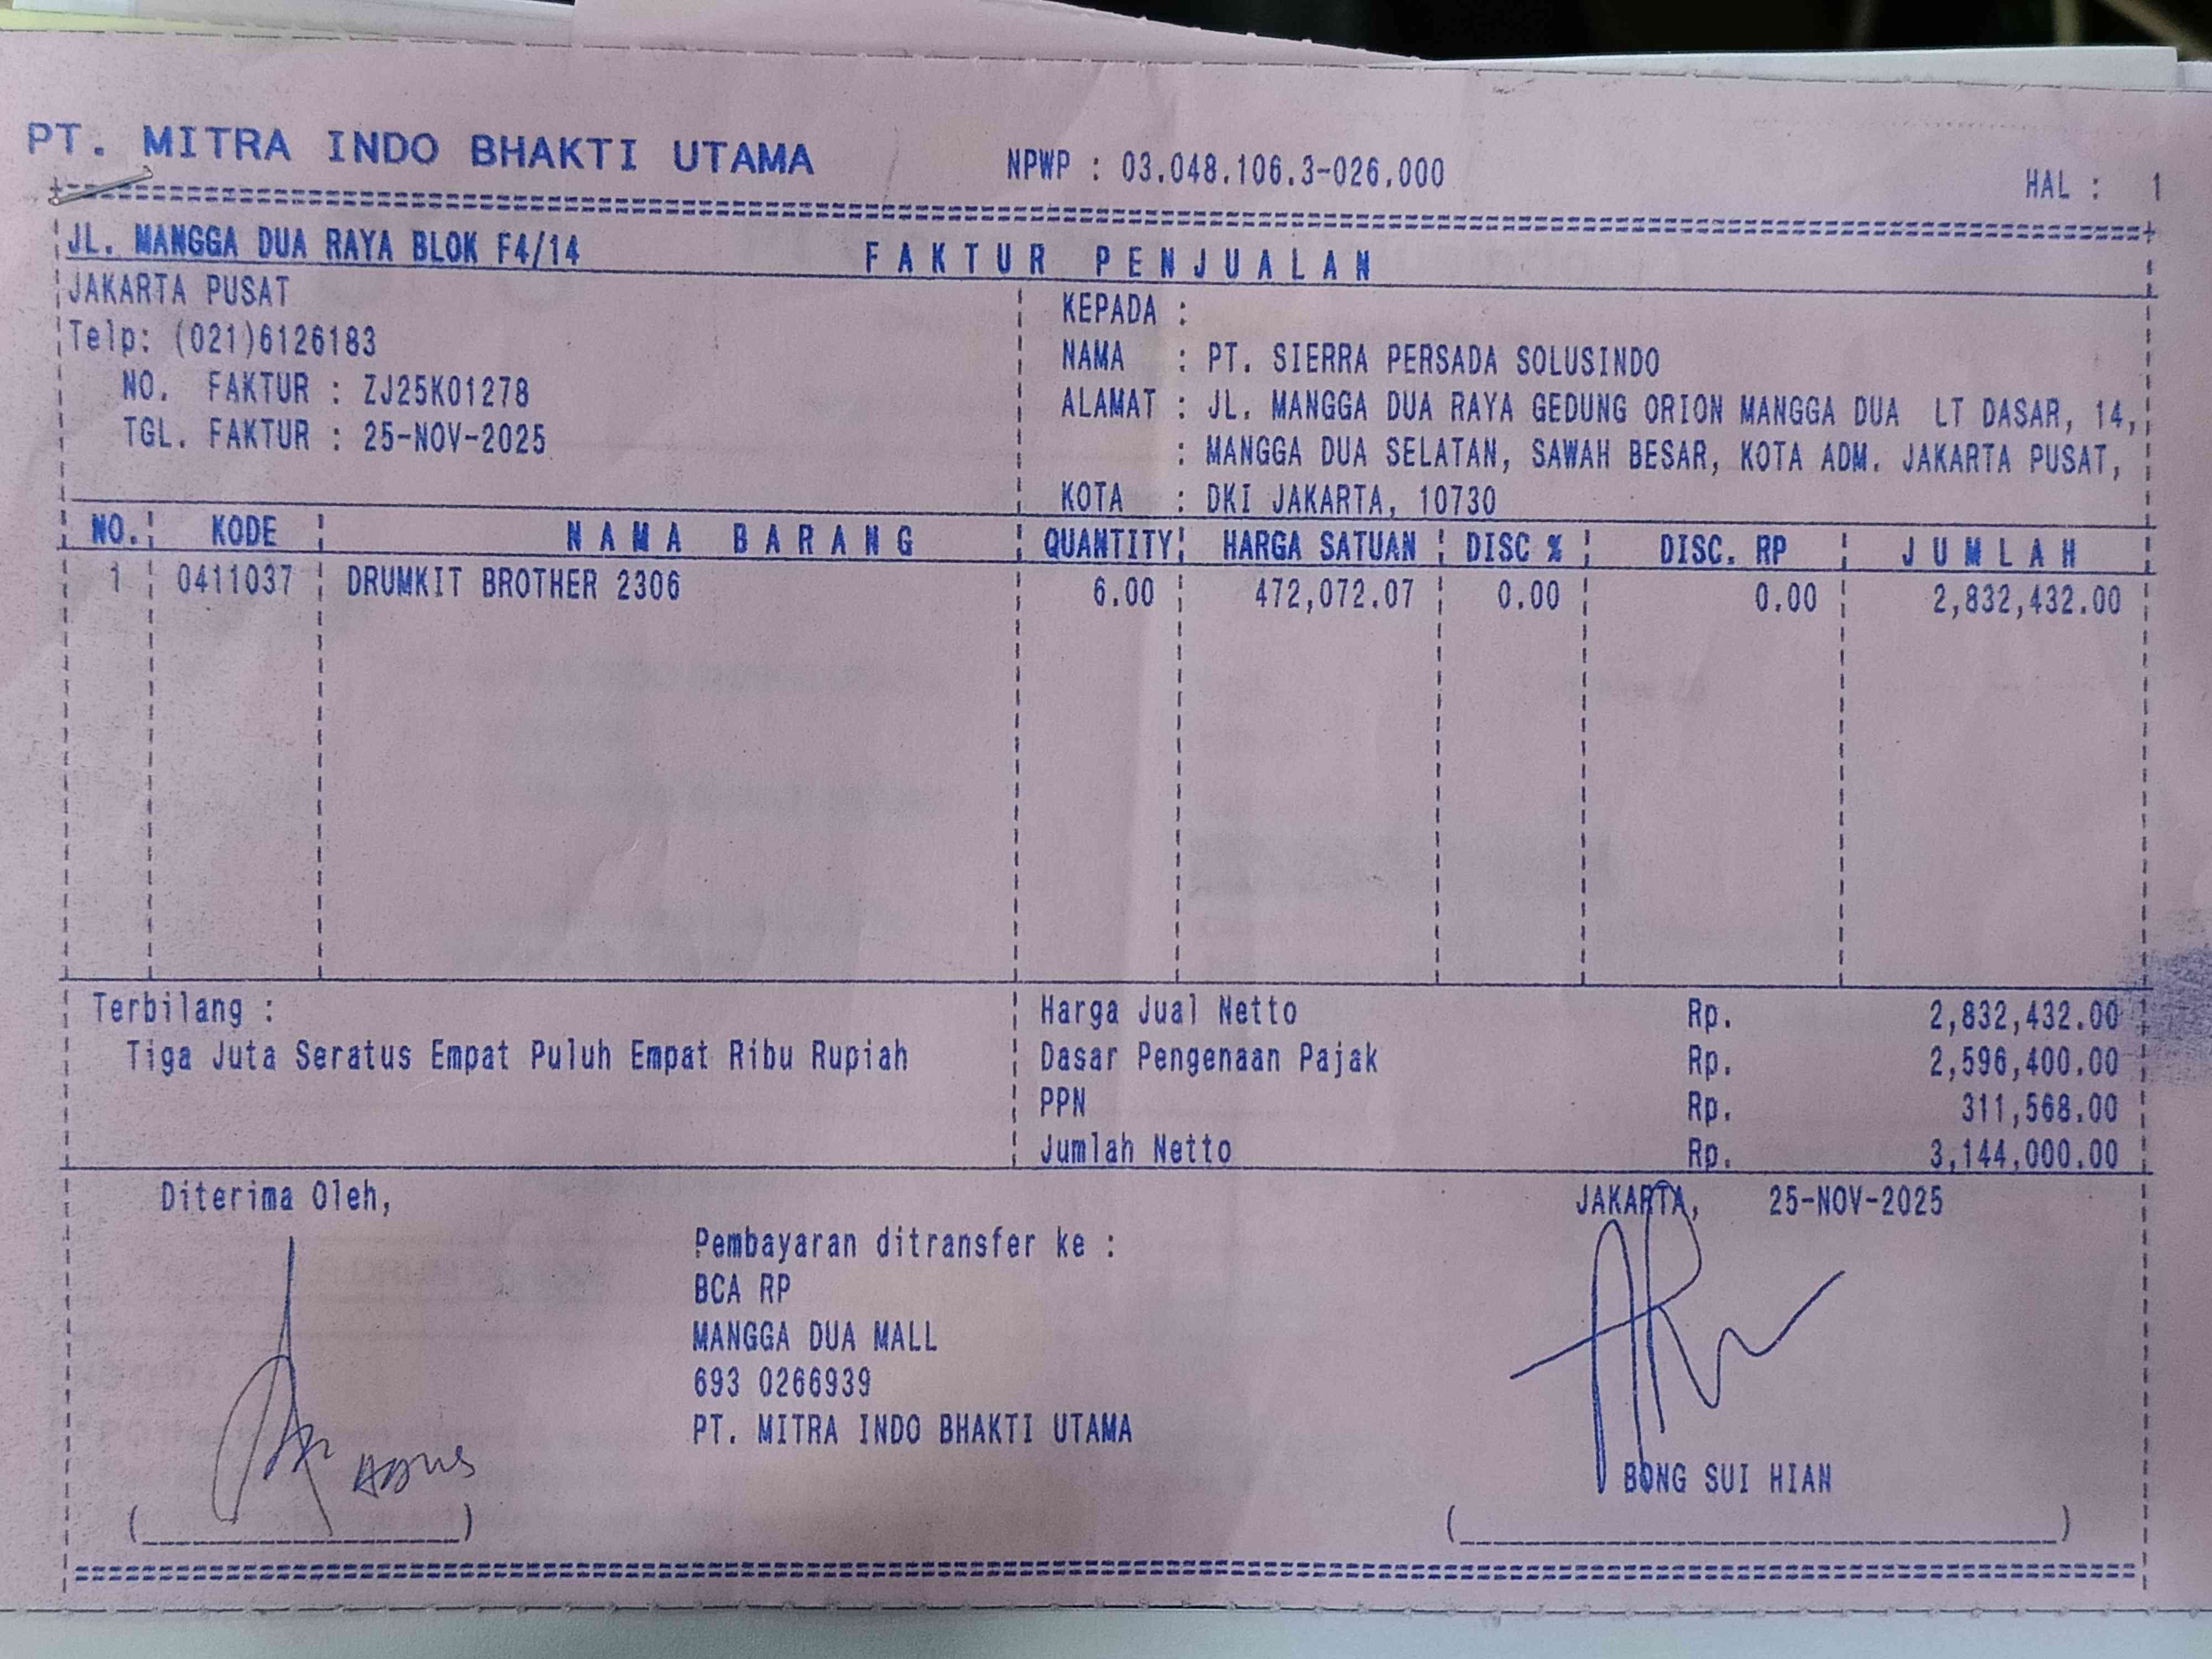 PT. MITRA INDO BHAKTI UTAMA NPWP : 03.048.106.3-026.000 HAL : 1
JL. MANGGA DUA RAYA BLOK F4/14 FAKTUR PENJUALAN
JAKARTA PUSAT
Telp: (021)6126183
NO. FAKTUR : ZJ25K01278
TGL. FAKTUR : 25-NOV-2025
KEPADA :
NAMA : PT. SIERRA PERSADA SOLUSINDO
ALAMAT : JL. MANGGA DUA RAYA GEDUNG ORION MANGGA DUA LT DASAR, 14,
: MANGGA DUA SELATAN, SAWAH BESAR, KOTA ADM. JAKARTA PUSAT,
KOTA : DKI JAKARTA, 10730
NO. KODE NAMA BARANG QUANTITY HARGA SATUAN DISC % DISC. RP JUMLAH
1 0411037 DRUMKIT BROTHER 2306 6.00 472,072.07 0.00 0.00 2,832,432.00
Terbilang :
Tiga Juta Seratus Empat Puluh Empat Ribu Rupiah
Harga Jual Netto Rp. 2,832,432.00
Dasar Pengenaan Pajak Rp. 2,596,400.00
PPN Rp. 311,568.00
Jumlah Netto Rp. 3,144,000.00
Diterima Oleh,
Agus
Pembayaran ditransfer ke :
BCA RP
MANGGA DUA MALL
693 0266939
PT. MITRA INDO BHAKTI UTAMA
JAKARTA, 25-NOV-2025
BONG SUI HIAN